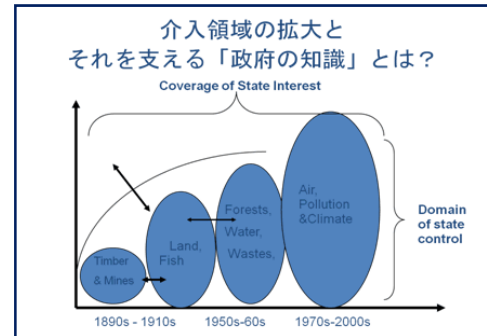 介入領域の拡大と
それを支える「政府の知識」とは？
Coverage of State Interest
Timber
& Mines
Land,
Fish
Forests,
Water,
Wastes,
Air,
Pollution
&Climate
Domain
of state
control
1890s - 1910s
1950s-60s
1970s-2000s